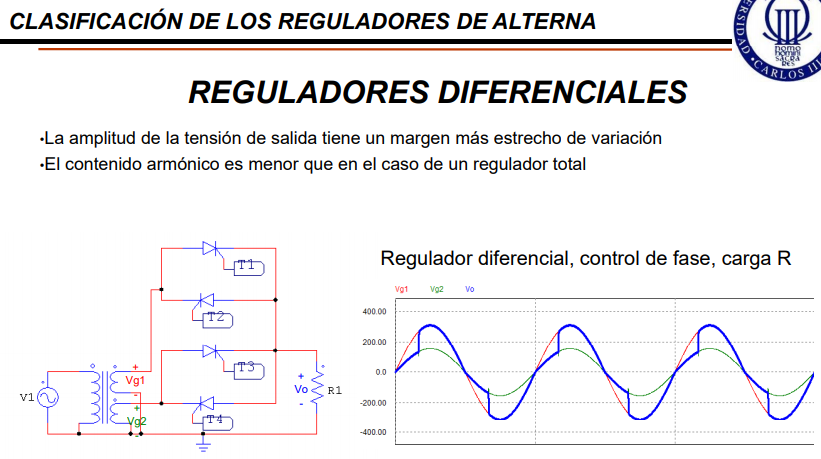 CLASIFICACIÓN DE LOS REGULADORES DE ALTERNA
HOMO
HOMINI
SACRA
RES
CARLOS III
REGULADORES DIFERENCIALES
•La amplitud de la tensión de salida tiene un margen más estrecho de variación
•El contenido armónico es menor que en el caso de un regulador total
Regulador diferencial, control de fase, carga R
Vg1 Vg2 Vo
400.00
200.00
0.0
-200.00
-400.00
T1
T2
T3
T4
V1
+
Vg1
-
+
Vg2
-
+
Vo
-
R1